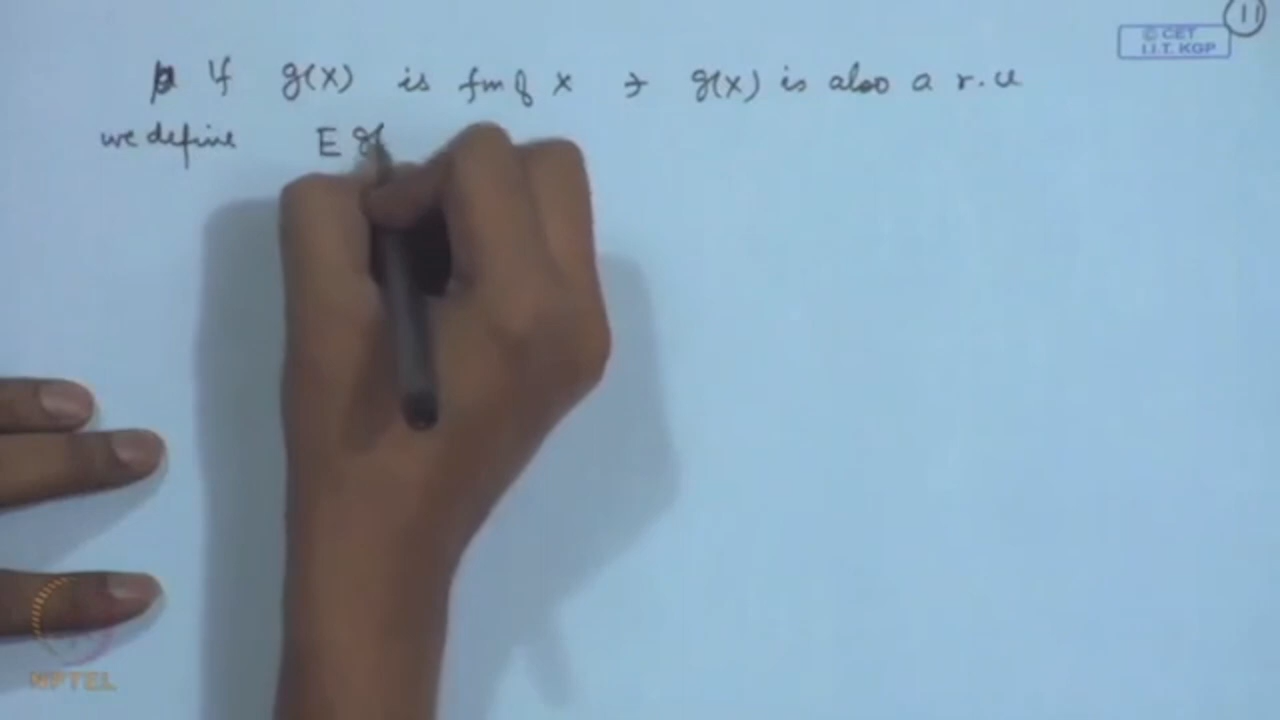 11
© CET
I.I.T. KGP
If g(x) is fn of X ∋ g(x) is also a r.v
we define E g(
NPTEL